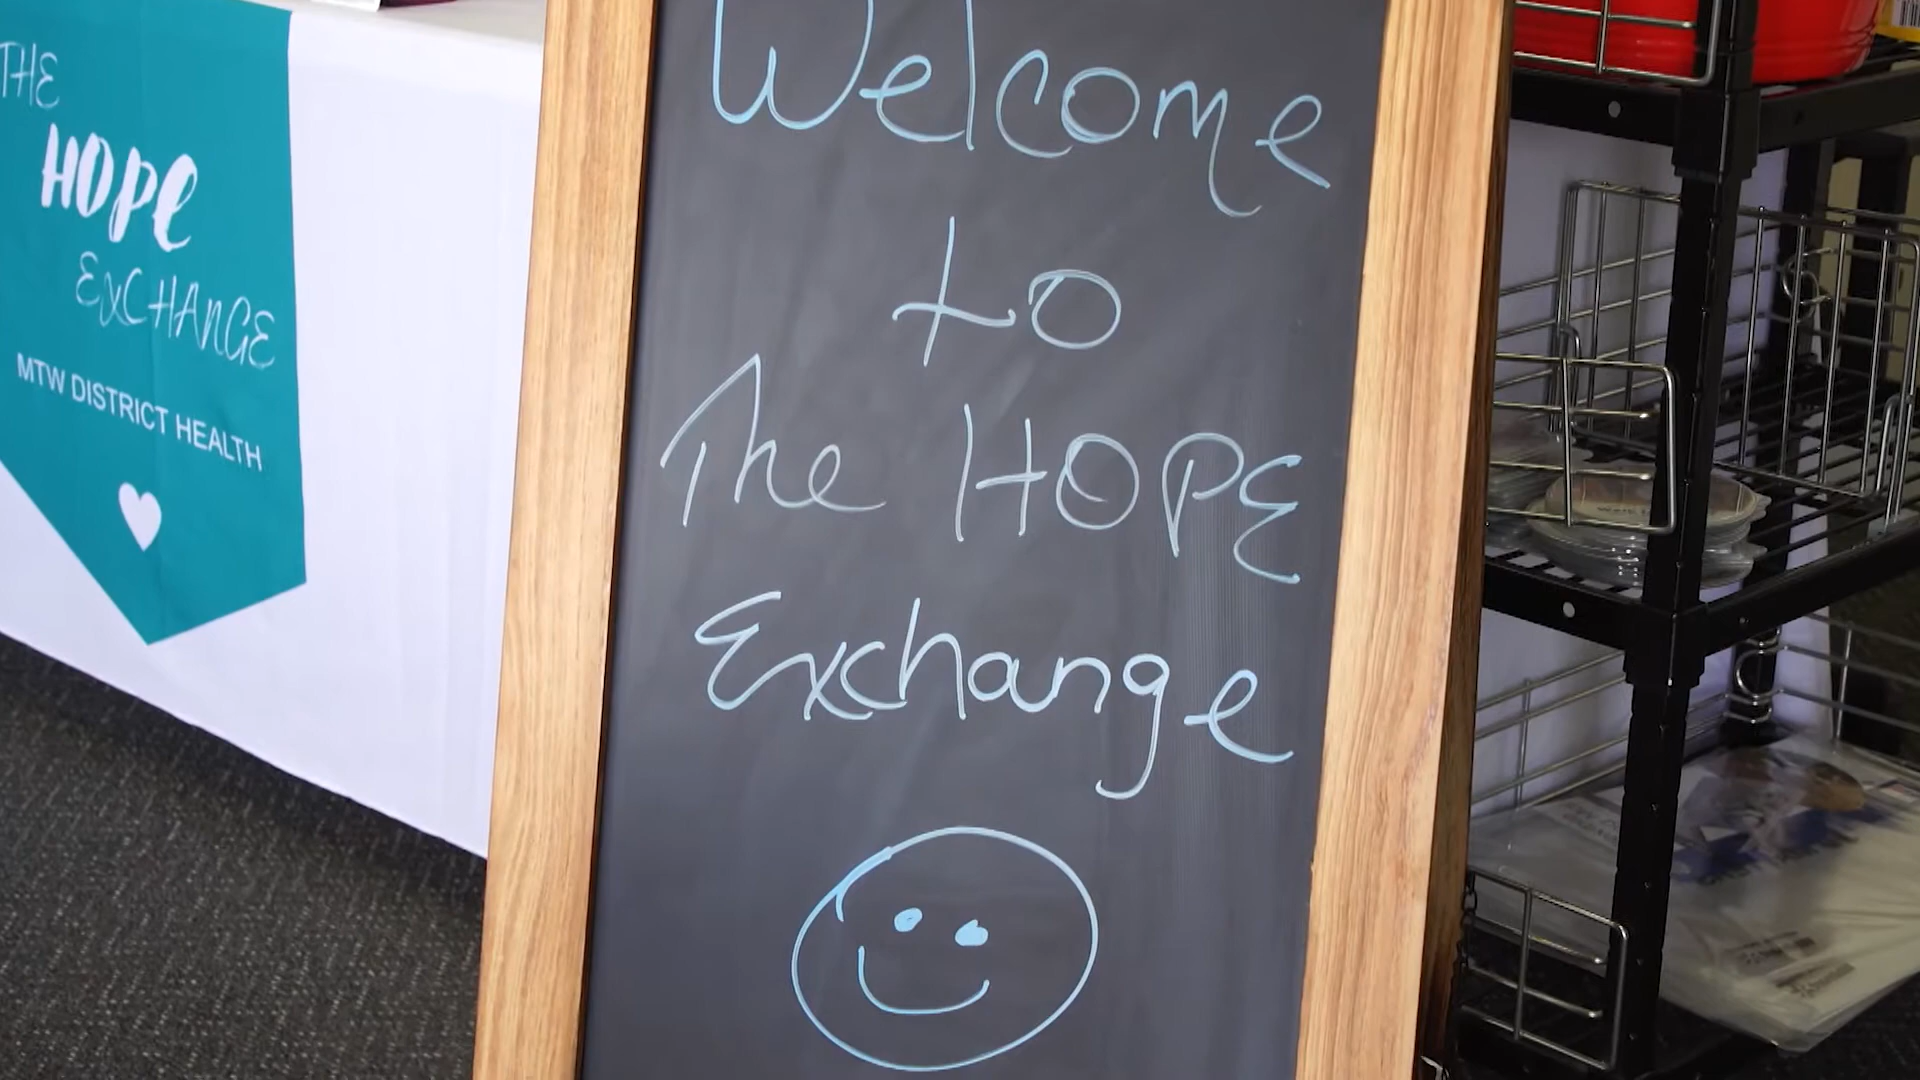 THE
HOPE
EXCHANGE
MTW DISTRICT HEALTH
Welcome
to
The HOPE
Exchange